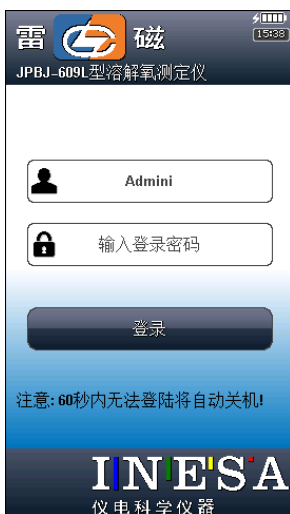 雷 磁
15:38
JPBJ-609L型溶解氧测定仪
Admini
输入登录密码
登录
注意:60秒内无法登陆将自动关机!
INESA
仪电科学仪器